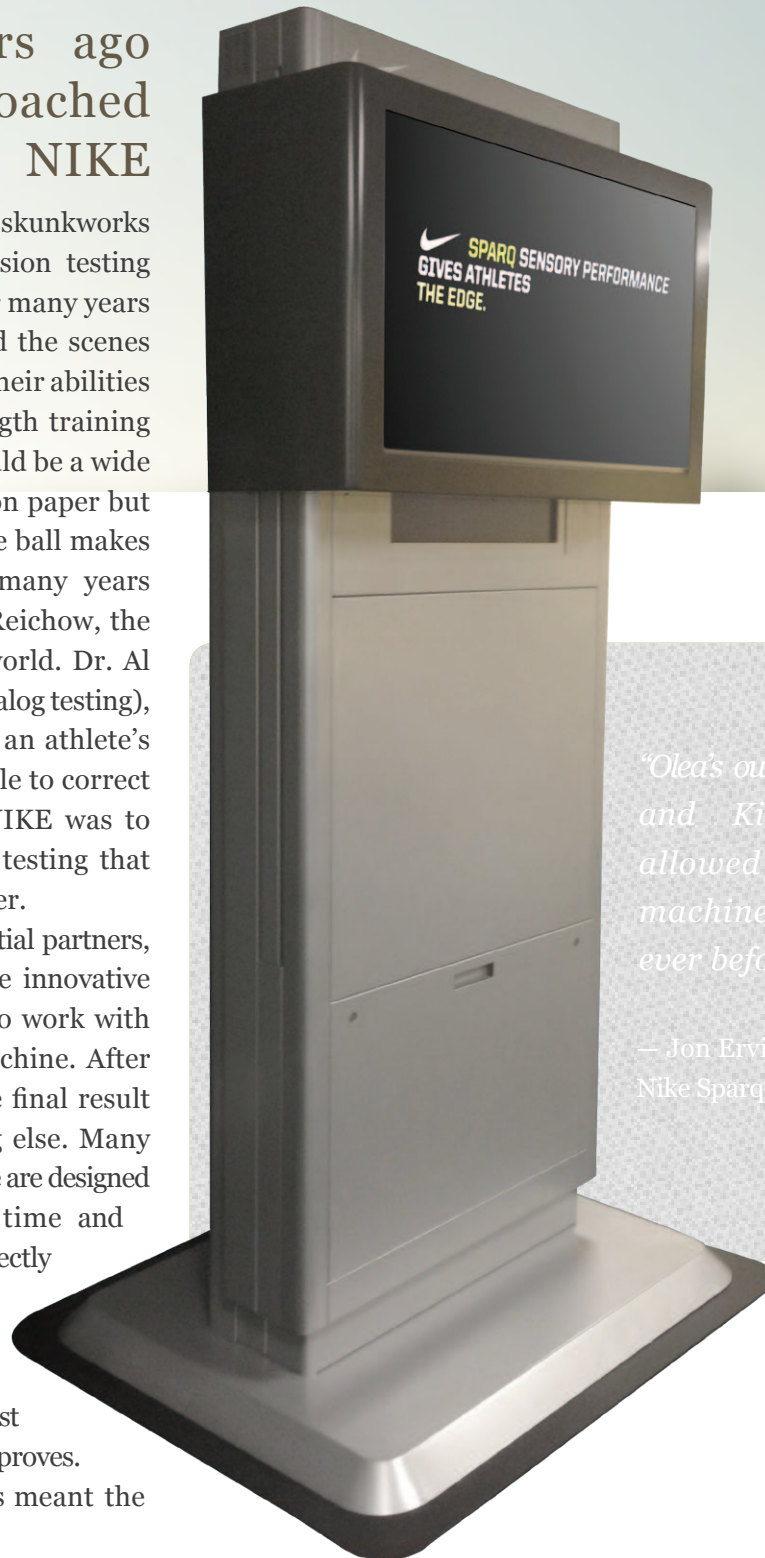 rs ago
oached
NIKE
skunkworks
sion testing
many years
d the scenes
heir abilities
gth training
ld be a wide
on paper but
e ball makes
many years
Reichow, the
world. Dr. Al
alog testing),
an athlete's
le to correct
NIKE was to
testing that
er.
tial partners,
e innovative
o work with
chine. After
e final result
g else. Many
e are designed
time and
ectly
st
proves.
s meant the
SPARQ SENSORY PERFORMANCE
GIVES ATHLETES
THE EDGE.
"Olea's ou
and Ki
allowed
machine
ever befo
— Jon Ervi
Nike Sparq